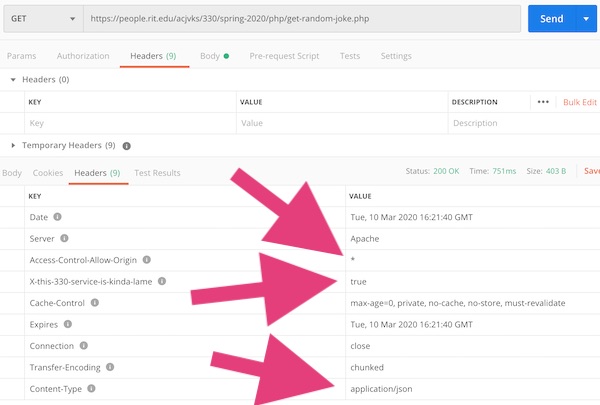 GET https://people.rit.edu/acjvks/330/spring-2020/php/get-random-joke.php Send
Params Authorization Headers (9) Body Pre-request Script Tests Settings
Headers (0)
KEY VALUE DESCRIPTION ••• Bulk Edit
Key Value Description
Temporary Headers (9)
Body Cookies Headers (9) Test Results Status: 200 OK Time: 751ms Size: 403 B Save
KEY VALUE
Date Tue, 10 Mar 2020 16:21:40 GMT
Server Apache
Access-Control-Allow-Origin *
X-this-330-service-is-kinda-lame true
Cache-Control max-age=0, private, no-cache, no-store, must-revalidate
Expires Tue, 10 Mar 2020 16:21:40 GMT
Connection close
Transfer-Encoding chunked
Content-Type application/json